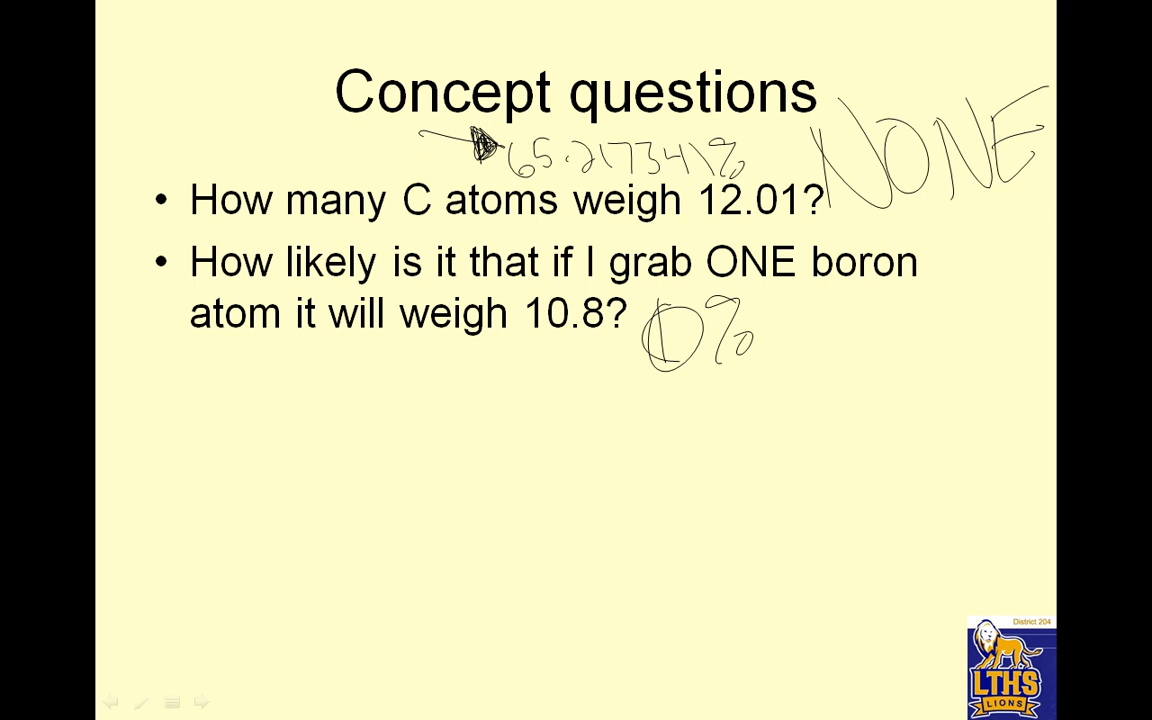 Concept questions
65.217341%
NONE
• How many C atoms weigh 12.01?
• How likely is it that if I grab ONE boron
atom it will weigh 10.8?
0%
District 204
LTHS
LIONS